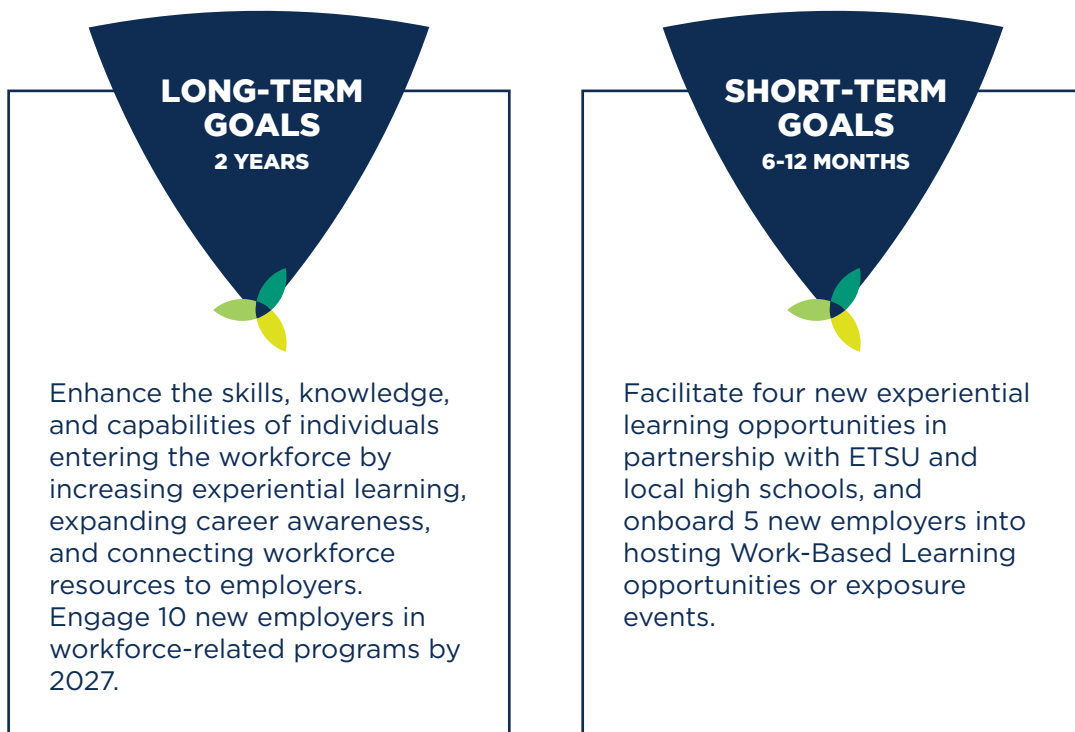 LONG-TERM
GOALS
2 YEARS
Enhance the skills, knowledge,
and capabilities of individuals
entering the workforce by
increasing experiential learning,
expanding career awareness,
and connecting workforce
resources to employers.
Engage 10 new employers in
workforce-related programs by
2027.
SHORT-TERM
GOALS
6-12 MONTHS
Facilitate four new experiential
learning opportunities in
partnership with ETSU and
local high schools, and
onboard 5 new employers into
hosting Work-Based Learning
opportunities or exposure
events.